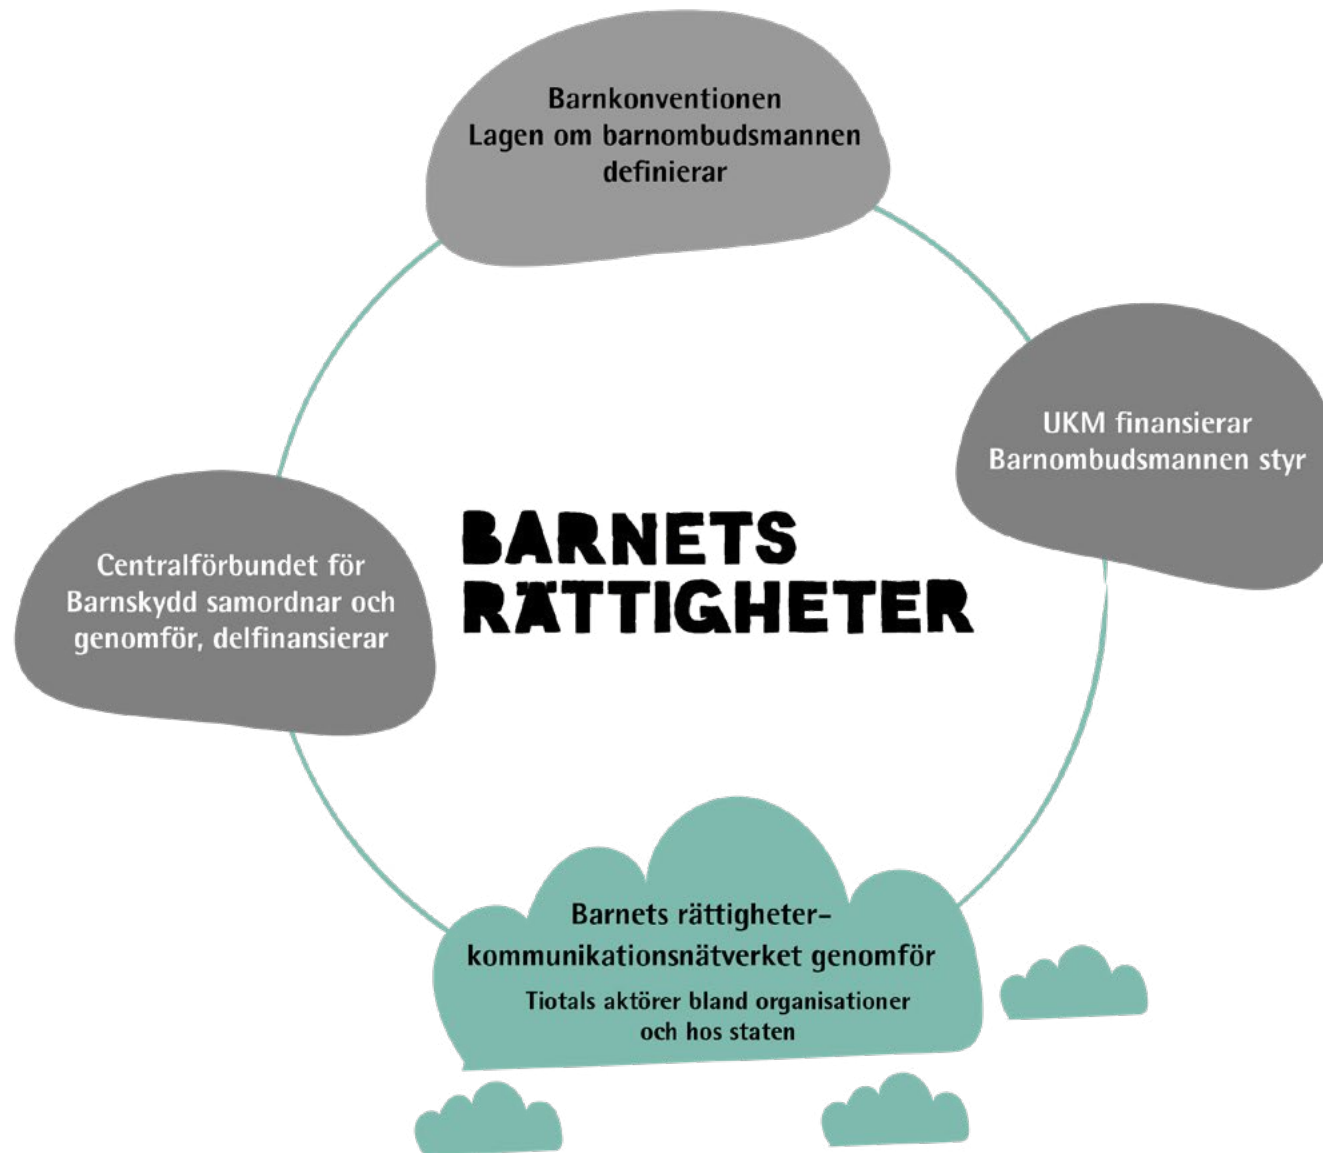 Barnkonventionen
Lagen om barnombudsmannen
definierar
UKM finansierar
Barnombudsmannen styr
BARNETS
RÄTTIGHETER
Centralförbundet för
Barnskydd samordnar och
genomför, delfinansierar
Barnets rättigheter-
kommunikationsnätverket genomför
Tiotals aktörer bland organisationer
och hos staten